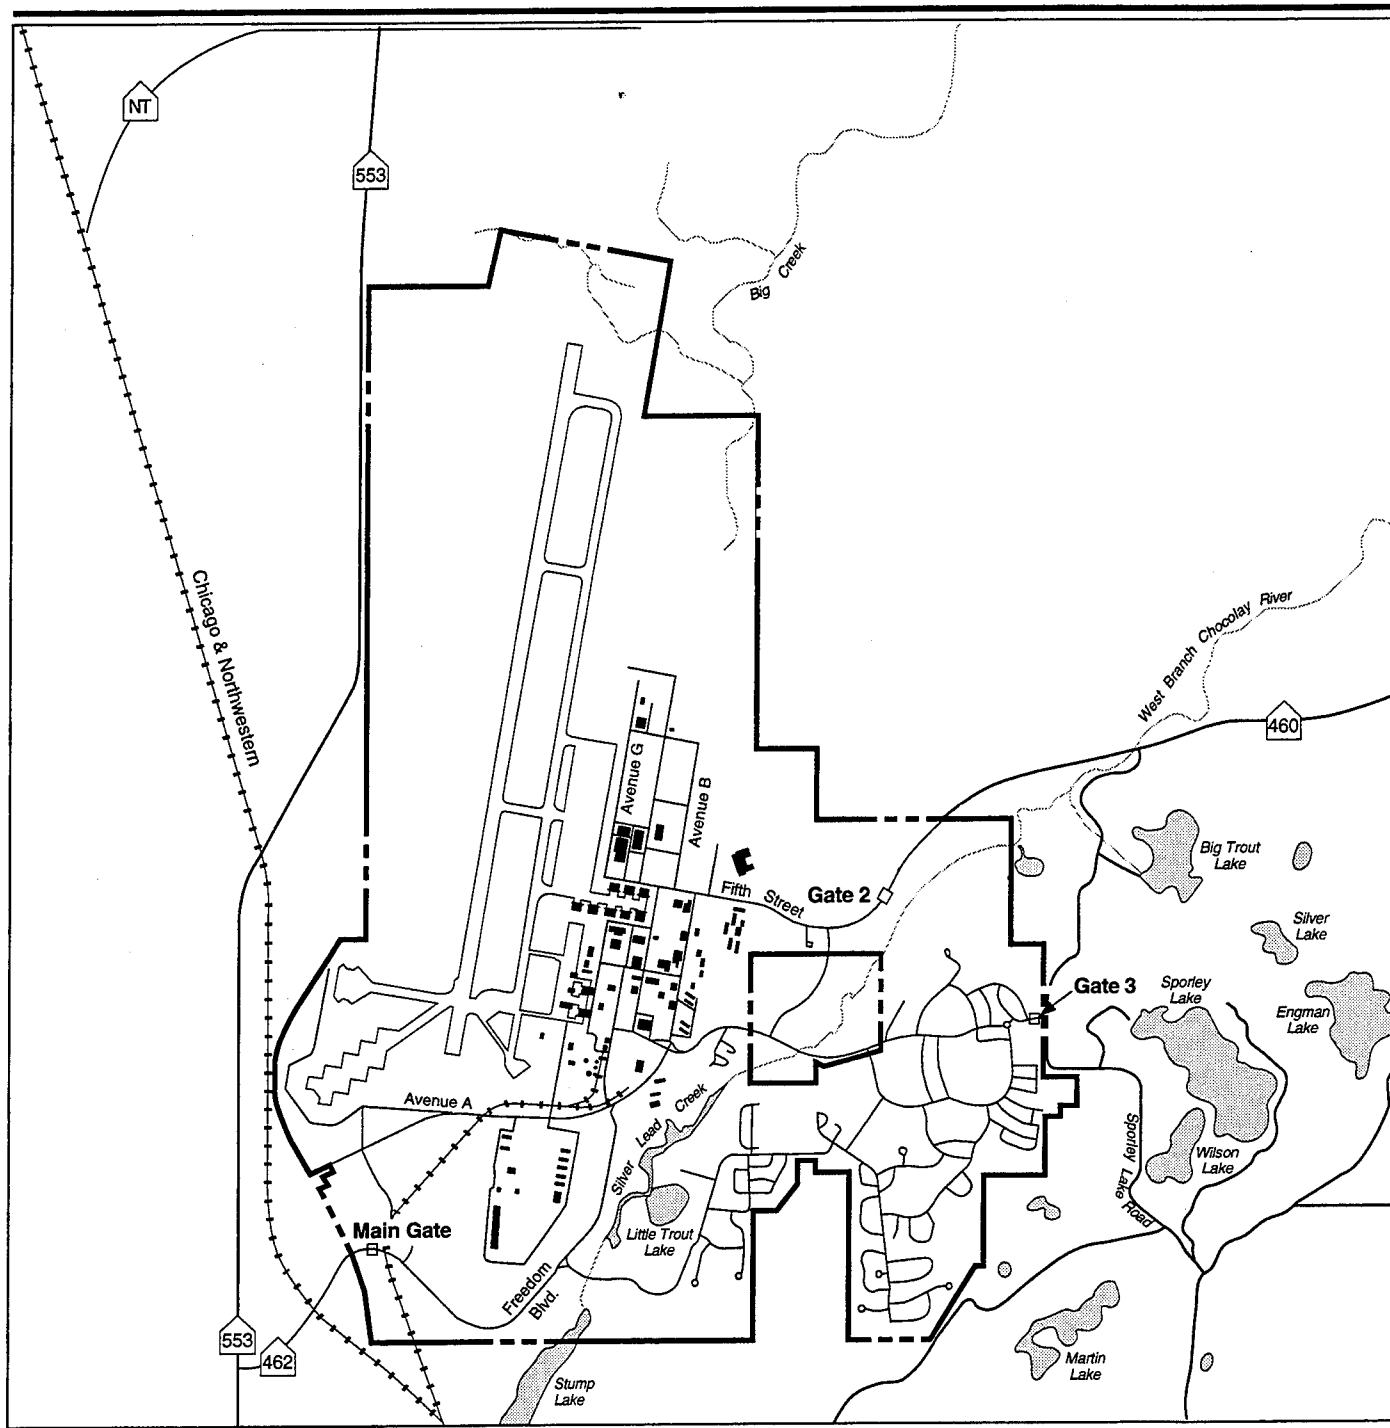 NT
553
Big Creek
Chicago & Northwestern
West Branch Chocolay River
460
Avenue G
Avenue B
Big Trout
Lake
Fifth Street
Gate 2
Silver
Lake
Gate 3
Sporley
Lake
Engman
Lake
Avenue A
Silver Lead Creek
Sporley Lake Road
Wilson
Lake
Main Gate
Little Trout
Lake
Freedom
Blvd.
553
462
Martin
Lake
Stump
Lake